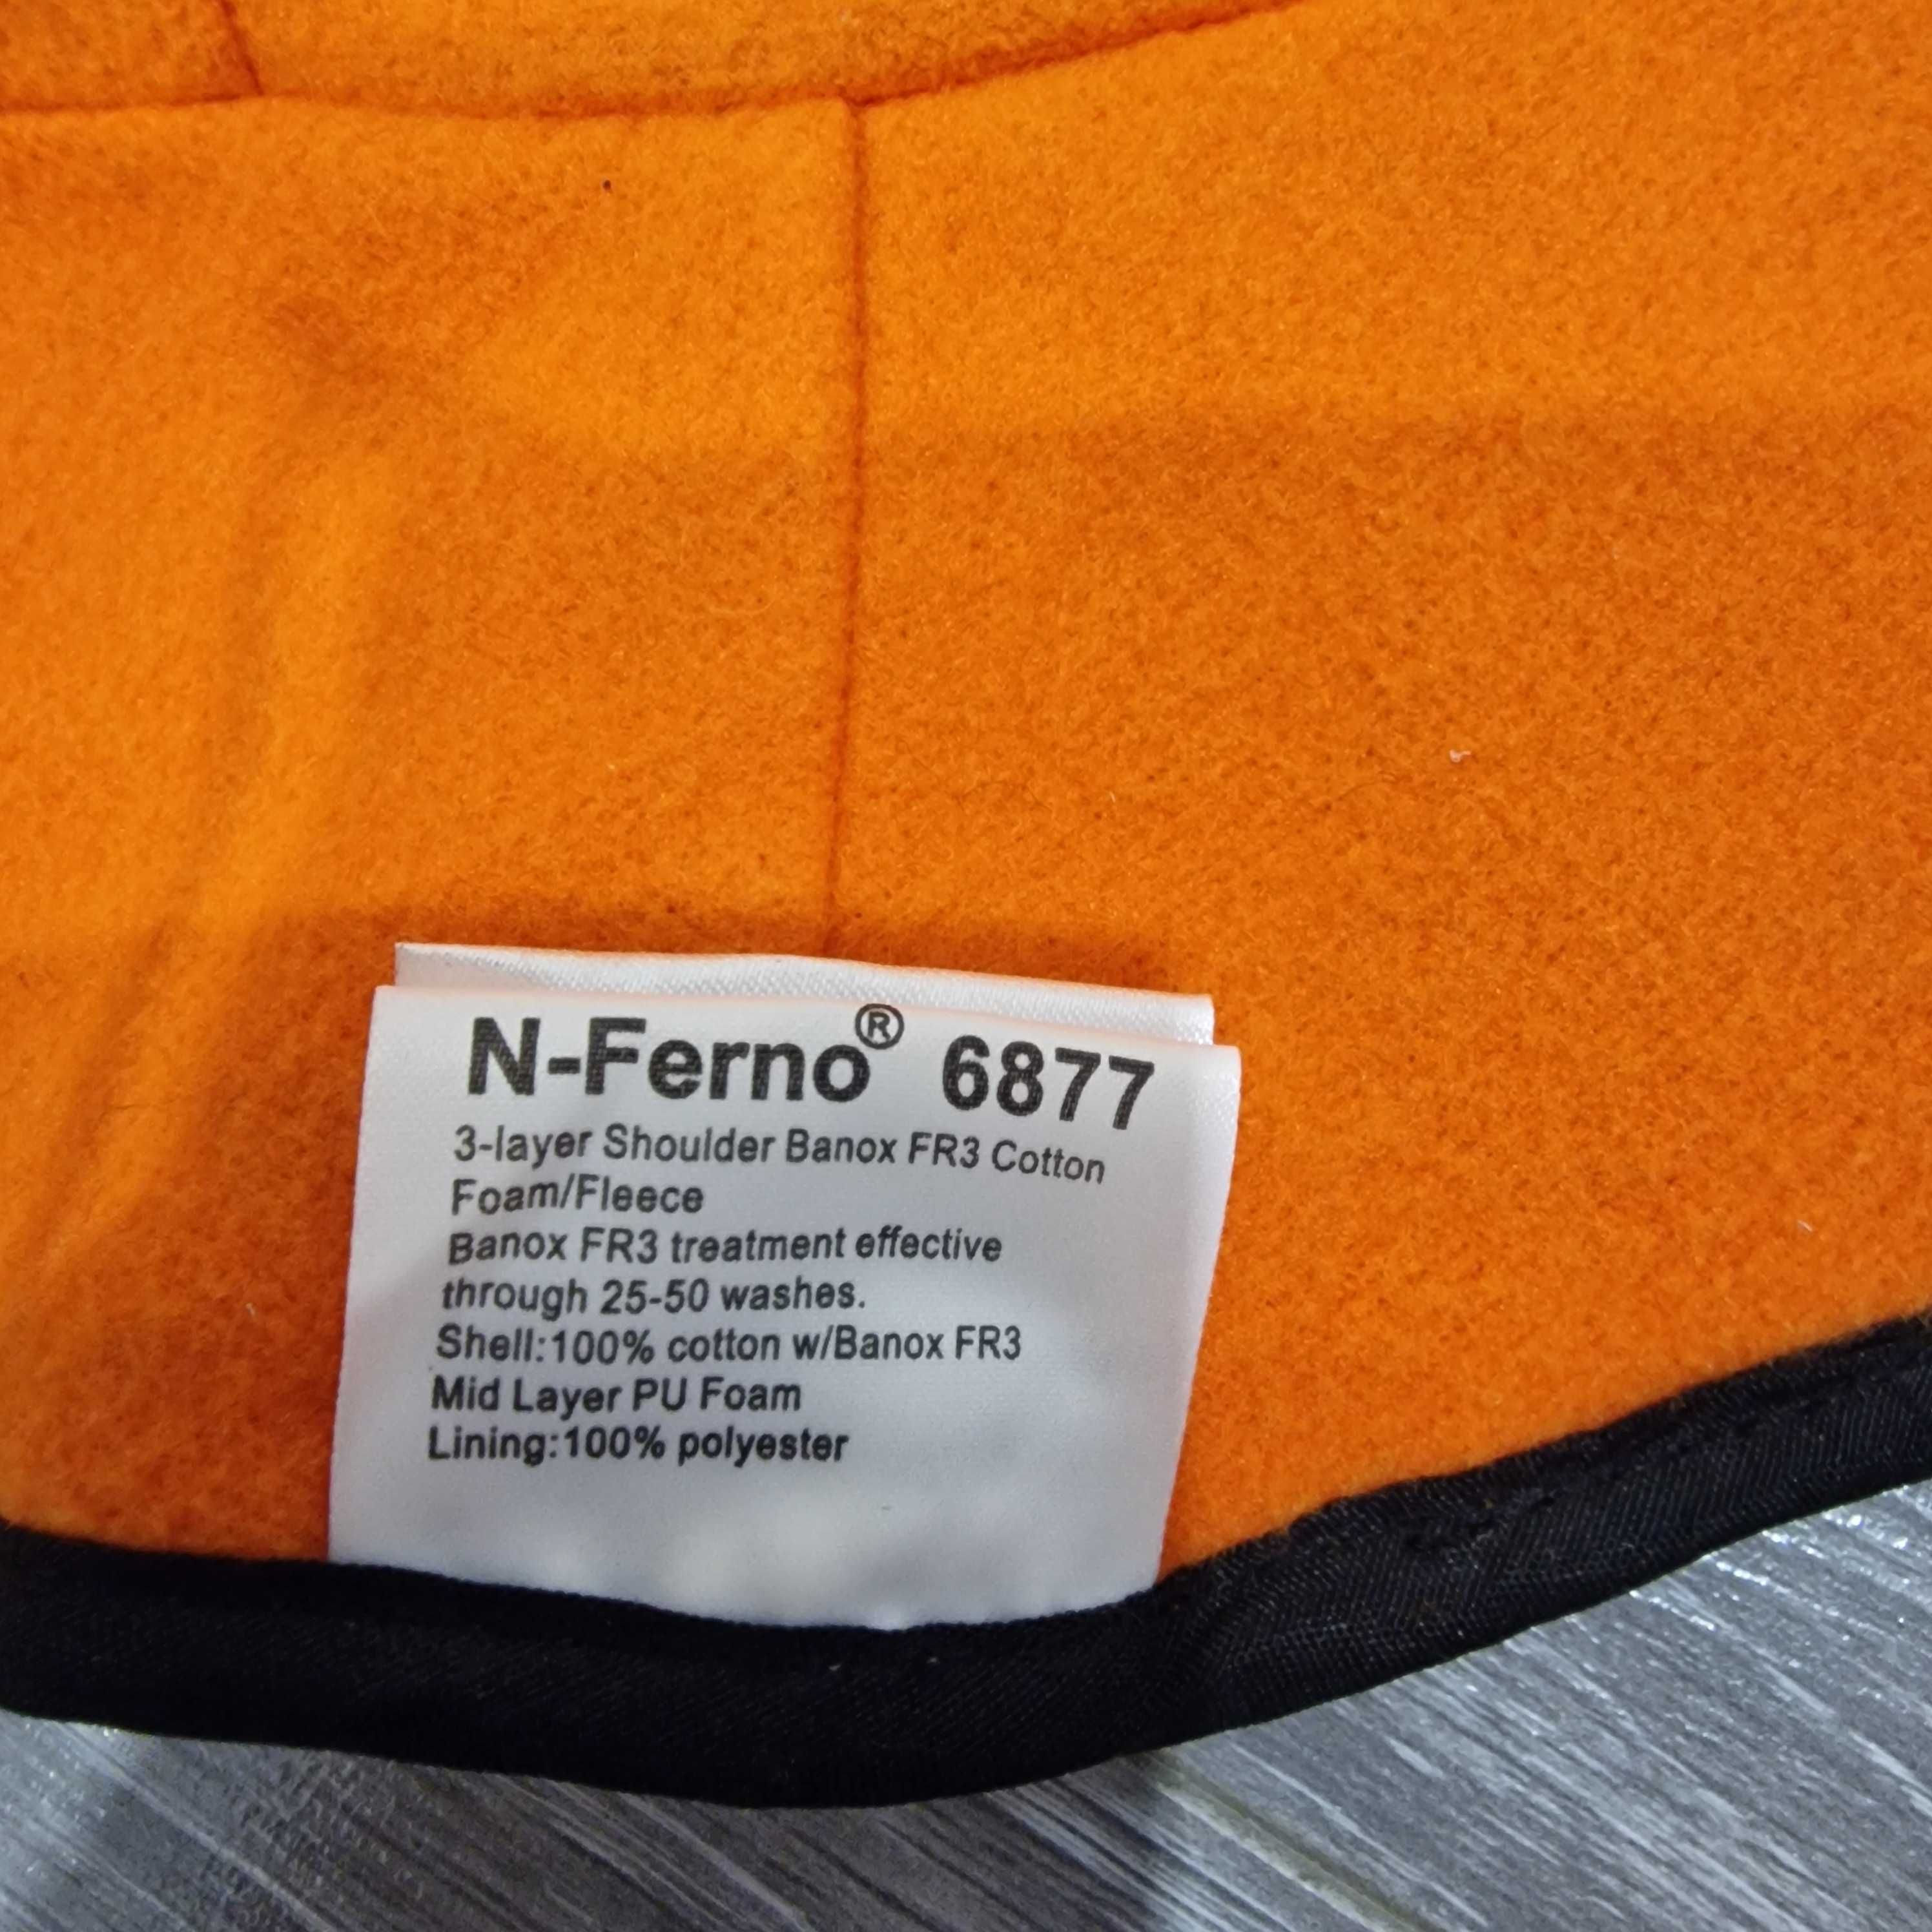 N-Ferno® 6877
3-layer Shoulder Banox FR3 Cotton
Foam/Fleece
Banox FR3 treatment effective
through 25-50 washes.
Shell:100% cotton w/Banox FR3
Mid Layer PU Foam
Lining:100% polyester